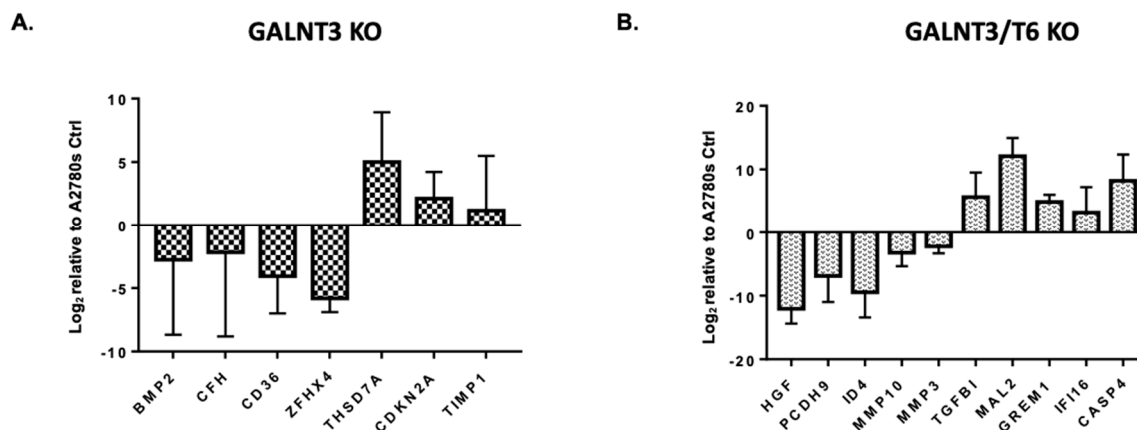 A.
GALNT3 KO
Log₂ relative to A2780s Ctrl
10
5
0
-5
-10
BMP2
CFH
CD36
ZFHX4
THSD7A
CDKN2A
TIMP1
B.
GALNT3/T6 KO
Log₂ relative to A2780s Ctrl
20
10
0
-10
-20
HGF
PCDH9
ID4
MMP10
MMP3
TGFBI
MAL2
GREM1
IFI16
CASP4